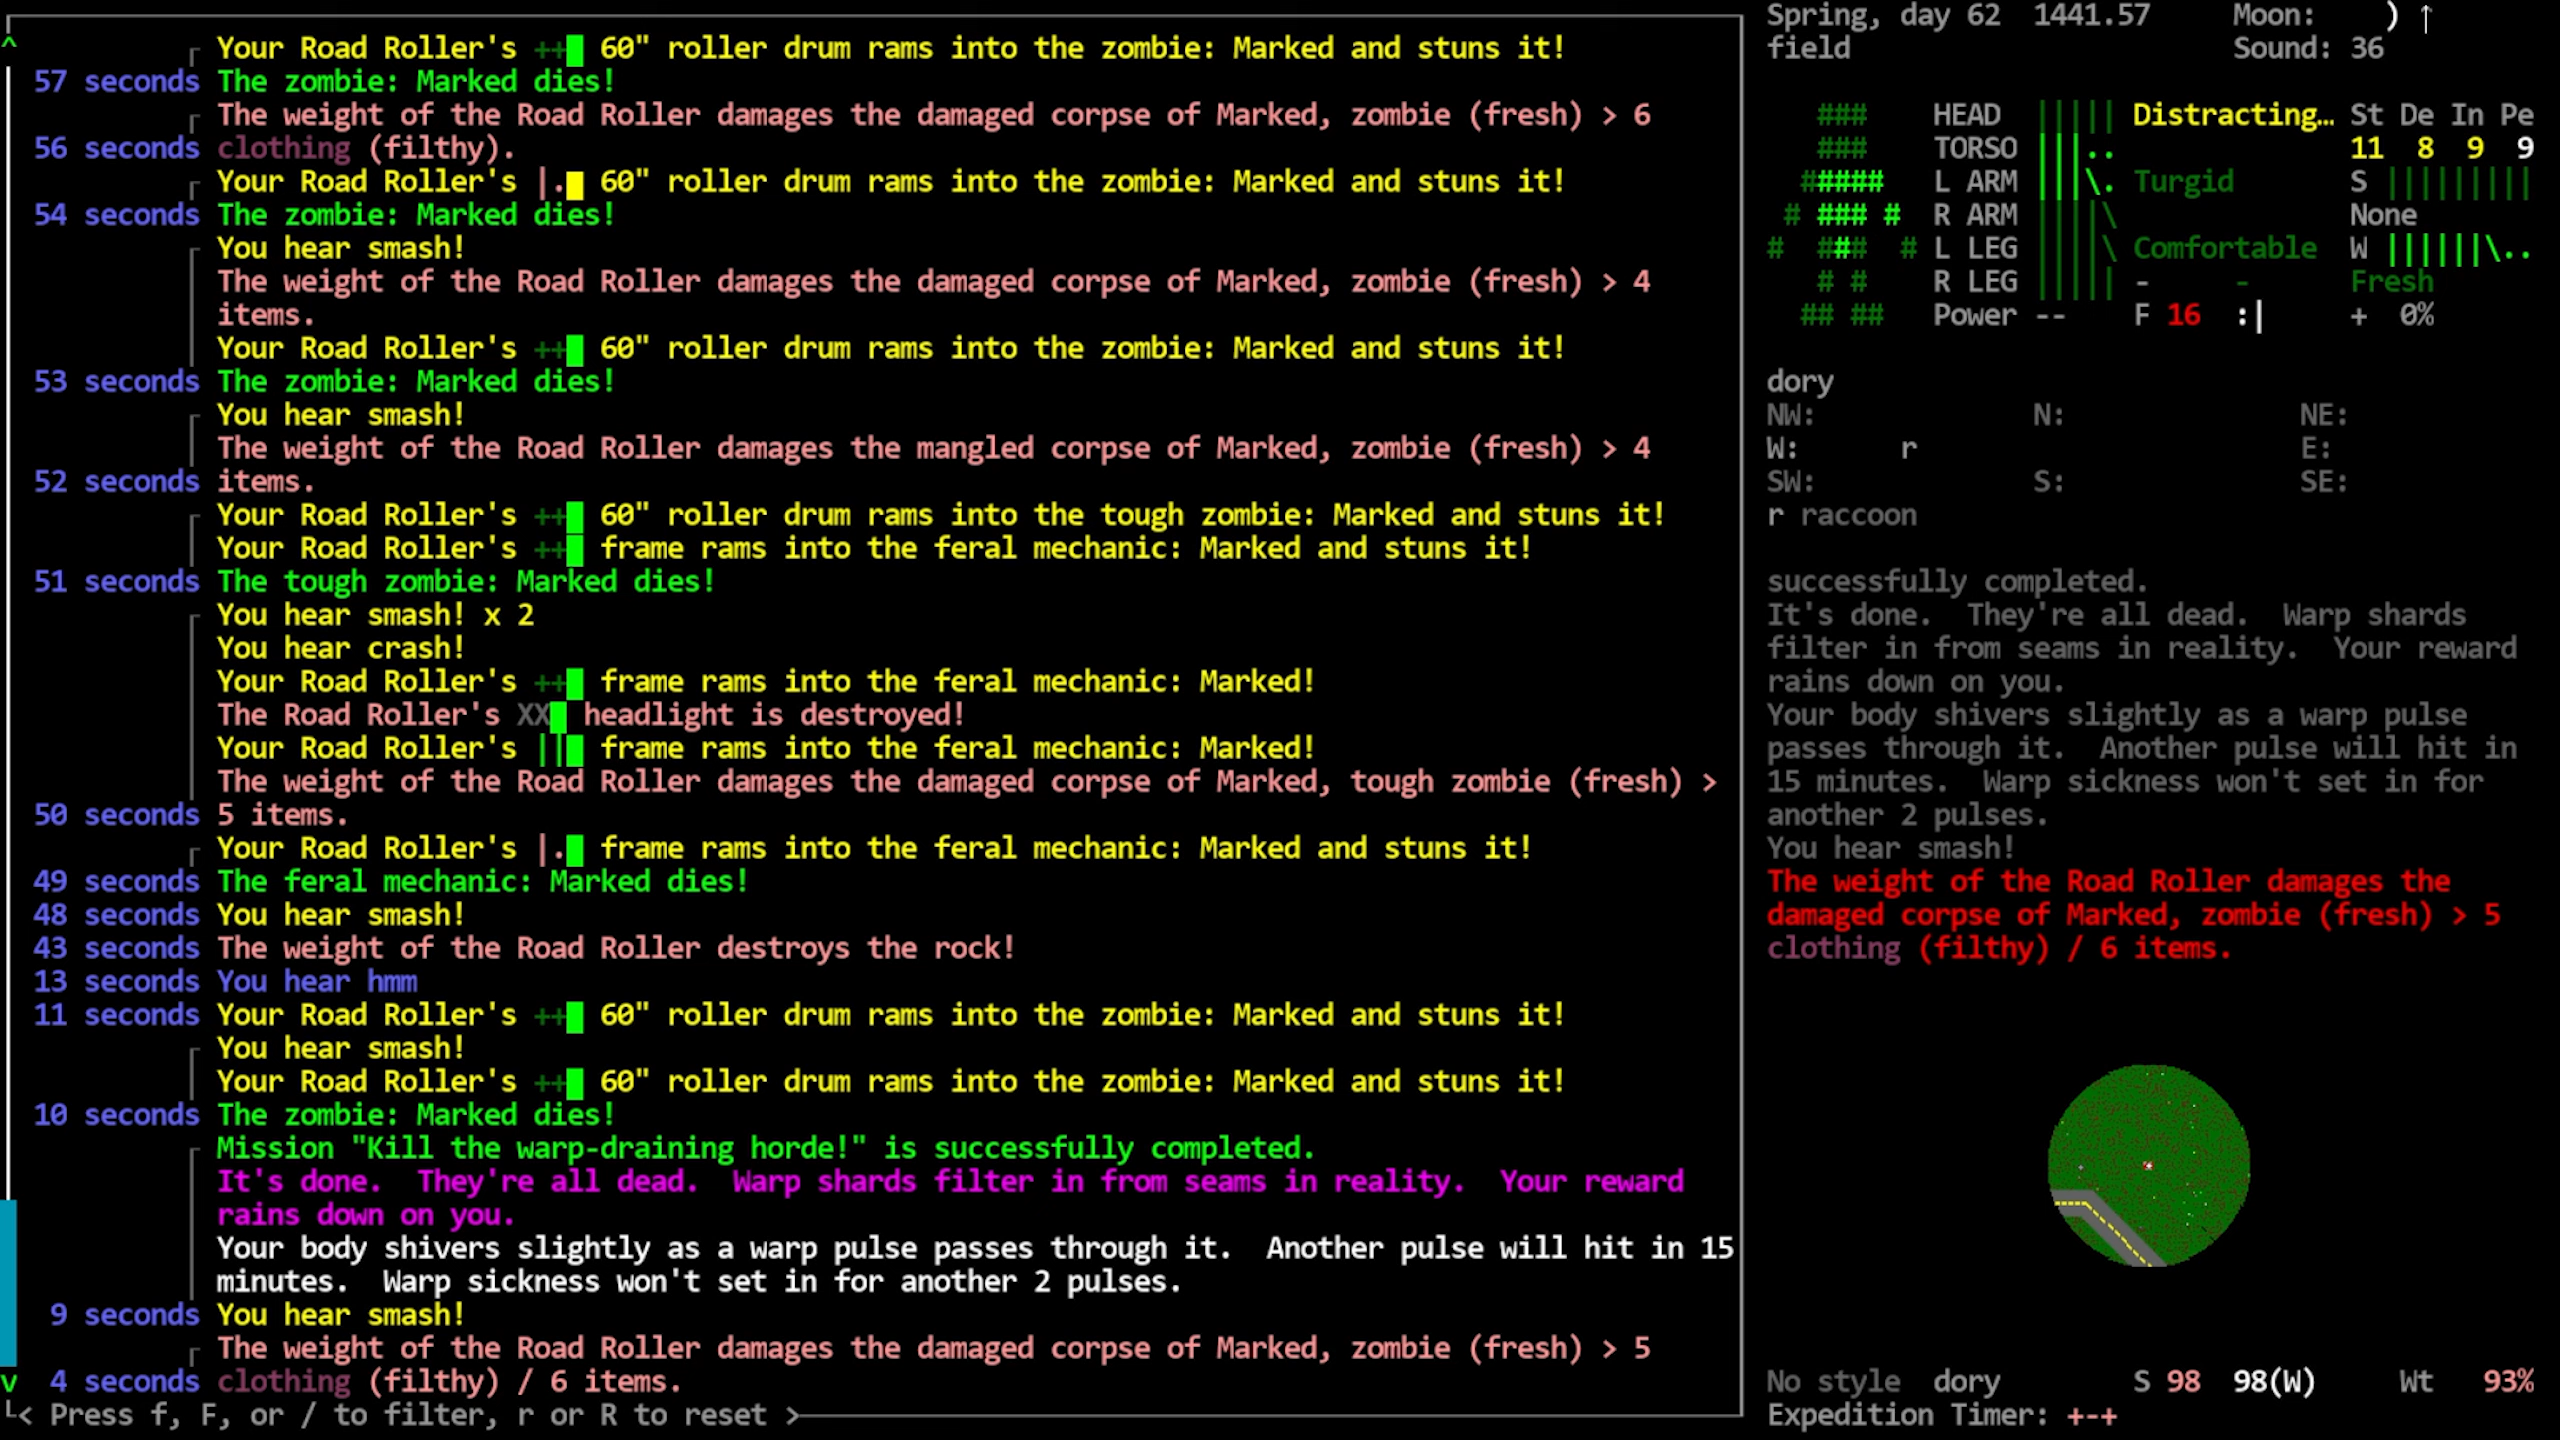 Your Road Roller's ++ 60" roller drum rams into the zombie: Marked and stuns it!
57 seconds The zombie: Marked dies!
The weight of the Road Roller damages the damaged corpse of Marked, zombie (fresh) > 6
56 seconds clothing (filthy).
Your Road Roller's |. 60" roller drum rams into the zombie: Marked and stuns it!
54 seconds The zombie: Marked dies!
You hear smash!
The weight of the Road Roller damages the damaged corpse of Marked, zombie (fresh) > 4
items.
Your Road Roller's ++ 60" roller drum rams into the zombie: Marked and stuns it!
53 seconds The zombie: Marked dies!
You hear smash!
The weight of the Road Roller damages the mangled corpse of Marked, zombie (fresh) > 4
52 seconds items.
Your Road Roller's ++ 60" roller drum rams into the tough zombie: Marked and stuns it!
Your Road Roller's ++ frame rams into the feral mechanic: Marked and stuns it!
51 seconds The tough zombie: Marked dies!
You hear smash! x 2
You hear crash!
Your Road Roller's ++ frame rams into the feral mechanic: Marked!
The Road Roller's XX headlight is destroyed!
Your Road Roller's || frame rams into the feral mechanic: Marked!
The weight of the Road Roller damages the damaged corpse of Marked, tough zombie (fresh) >
50 seconds 5 items.
Your Road Roller's |. frame rams into the feral mechanic: Marked and stuns it!
49 seconds The feral mechanic: Marked dies!
48 seconds You hear smash!
43 seconds The weight of the Road Roller destroys the rock!
13 seconds You hear hmm
11 seconds Your Road Roller's ++ 60" roller drum rams into the zombie: Marked and stuns it!
You hear smash!
Your Road Roller's ++ 60" roller drum rams into the zombie: Marked and stuns it!
10 seconds The zombie: Marked dies!
Mission "Kill the warp-draining horde!" is successfully completed.
It's done.  They're all dead.  Warp shards filter in from seams in reality.  Your reward
rains down on you.
Your body shivers slightly as a warp pulse passes through it.  Another pulse will hit in 15
minutes.  Warp sickness won't set in for another 2 pulses.
9 seconds You hear smash!
The weight of the Road Roller damages the damaged corpse of Marked, zombie (fresh) > 5
4 seconds clothing (filthy) / 6 items.
< Press f, F, or / to filter, r or R to reset >
Spring, day 62 1441.57 Moon: ) ↑
field Sound: 36
### HEAD ||||| Distracting… St De In Pe
### TORSO |||.. 11 8 9 9
##### L ARM |||\. Turgid S |||||||||
# ### # R ARM ||||\ None
# ### # L LEG ||||\ Comfortable W ||||||\..
# # R LEG ||||| - - Fresh
## ## Power -- F 16 :| + 0%
dory
NW: N: NE:
W: r E:
SW: S: SE:
r raccoon
successfully completed.
It's done.  They're all dead.  Warp shards
filter in from seams in reality.  Your reward
rains down on you.
Your body shivers slightly as a warp pulse
passes through it.  Another pulse will hit in
15 minutes.  Warp sickness won't set in for
another 2 pulses.
You hear smash!
The weight of the Road Roller damages the
damaged corpse of Marked, zombie (fresh) > 5
clothing (filthy) / 6 items.
No style dory S 98 98(W) Wt 93%
Expedition Timer: +-+